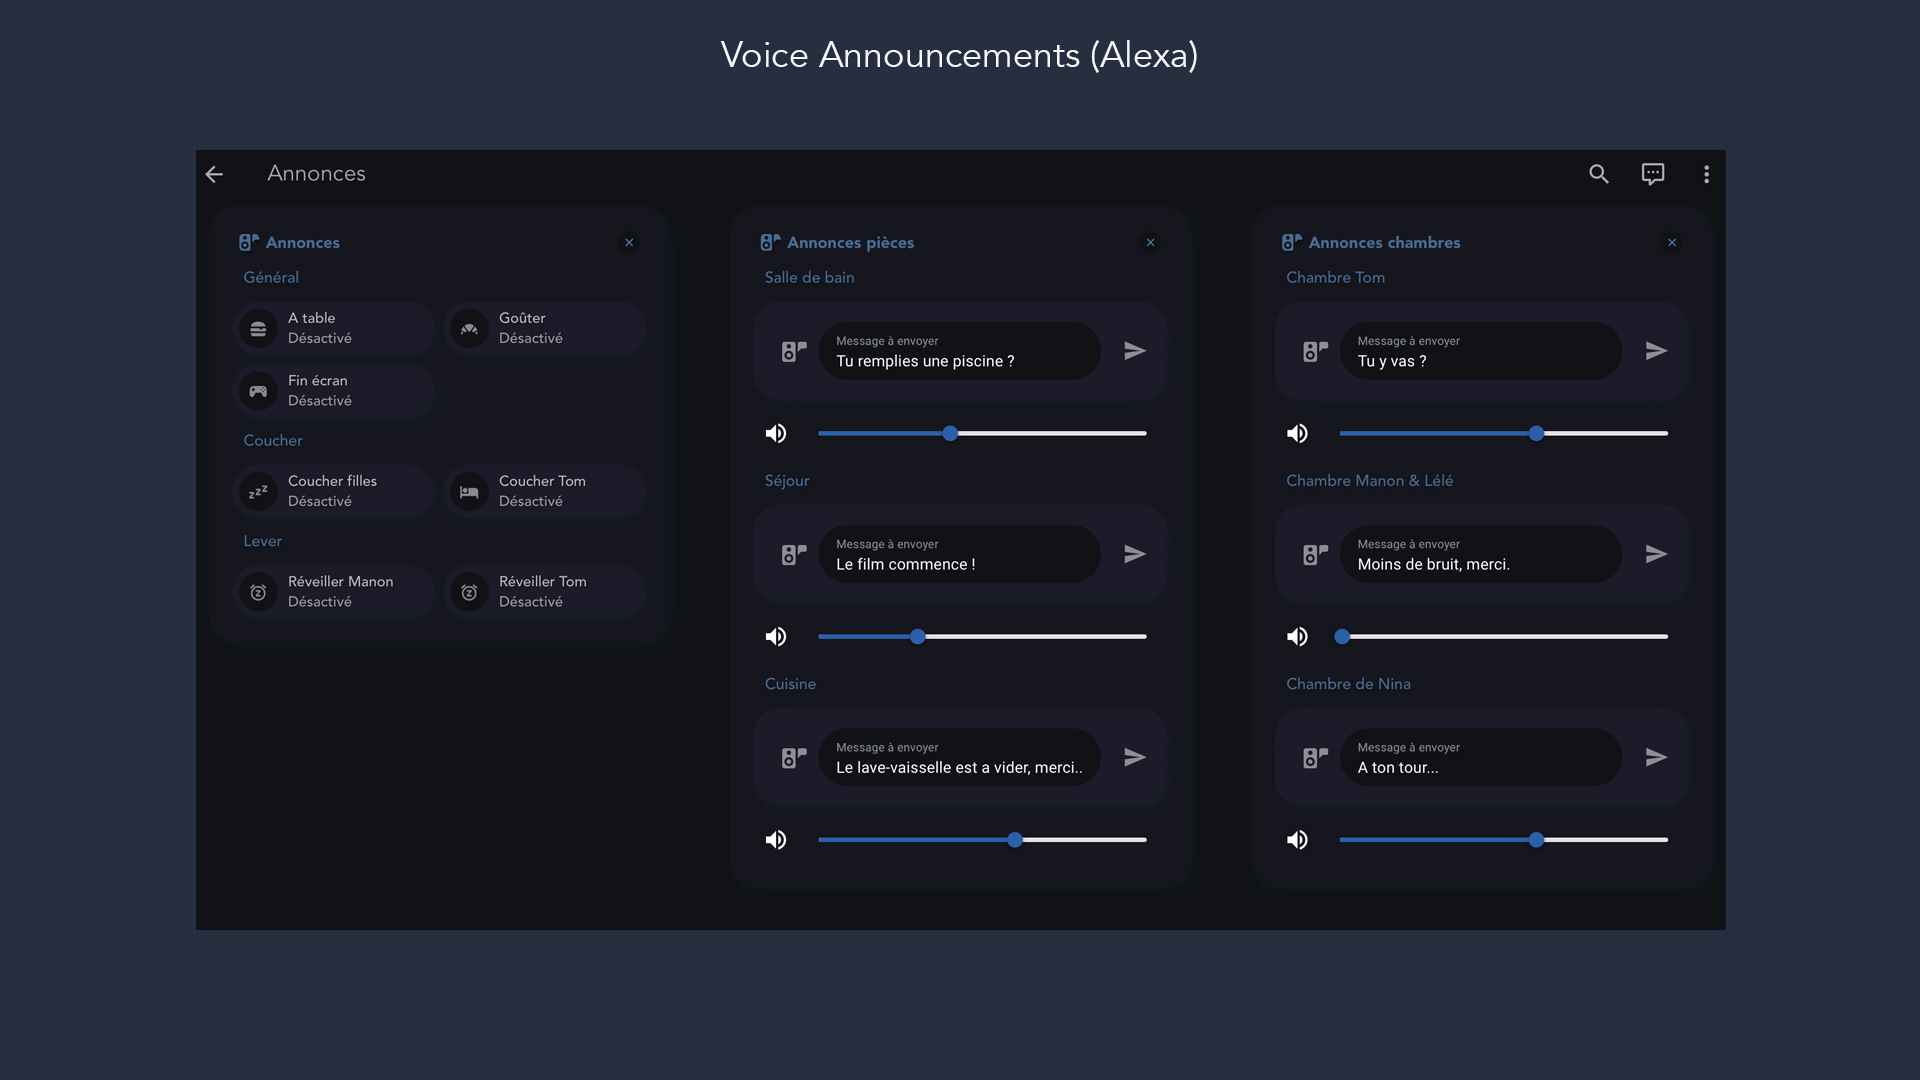 Voice Announcements (Alexa)
Annonces
Annonces
Général
A table
Désactivé
Goûter
Désactivé
Fin écran
Désactivé
Coucher
zzz
Coucher filles
Désactivé
Coucher Tom
Désactivé
Lever
Réveiller Manon
Désactivé
Réveiller Tom
Désactivé
Annonces pièces
Salle de bain
Message à envoyer
Tu remplies une piscine ?
Séjour
Message à envoyer
Le film commence !
Cuisine
Message à envoyer
Le lave-vaisselle est a vider, merci..
Annonces chambres
Chambre Tom
Message à envoyer
Tu y vas ?
Chambre Manon & Lélé
Message à envoyer
Moins de bruit, merci.
Chambre de Nina
Message à envoyer
A ton tour...